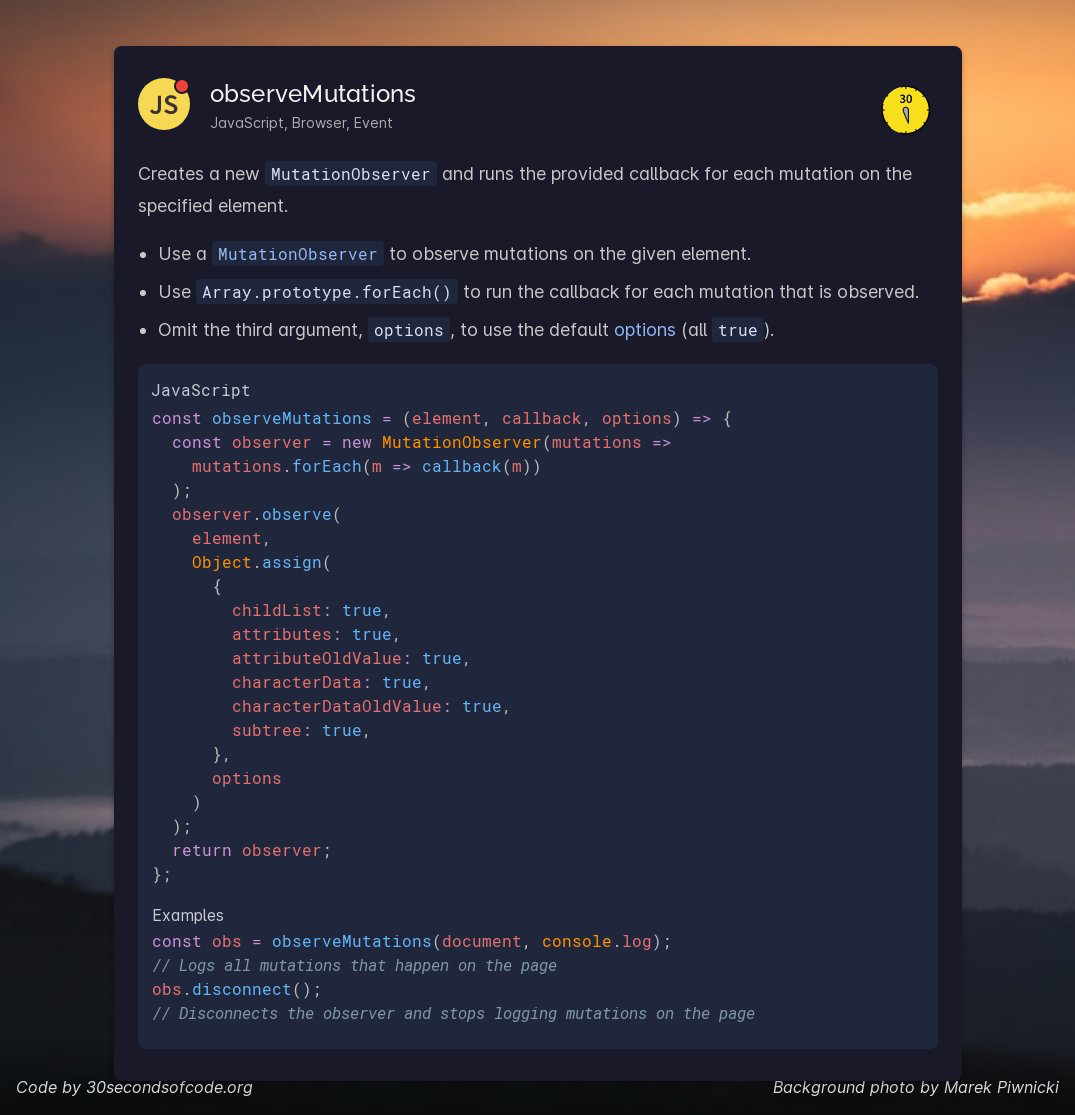 JS
observeMutations
JavaScript, Browser, Event
30
Creates a new MutationObserver and runs the provided callback for each mutation on the
specified element.
• Use a MutationObserver to observe mutations on the given element.
• Use Array.prototype.forEach() to run the callback for each mutation that is observed.
• Omit the third argument, options, to use the default options (all true).
JavaScript
const observeMutations = (element, callback, options) => {
  const observer = new MutationObserver(mutations =>
    mutations.forEach(m => callback(m))
  );
  observer.observe(
    element,
    Object.assign(
      {
        childList: true,
        attributes: true,
        attributeOldValue: true,
        characterData: true,
        characterDataOldValue: true,
        subtree: true,
      },
      options
    )
  );
  return observer;
};
Examples
const obs = observeMutations(document, console.log);
// Logs all mutations that happen on the page
obs.disconnect();
// Disconnects the observer and stops logging mutations on the page
Code by 30secondsofcode.org
Background photo by Marek Piwnicki